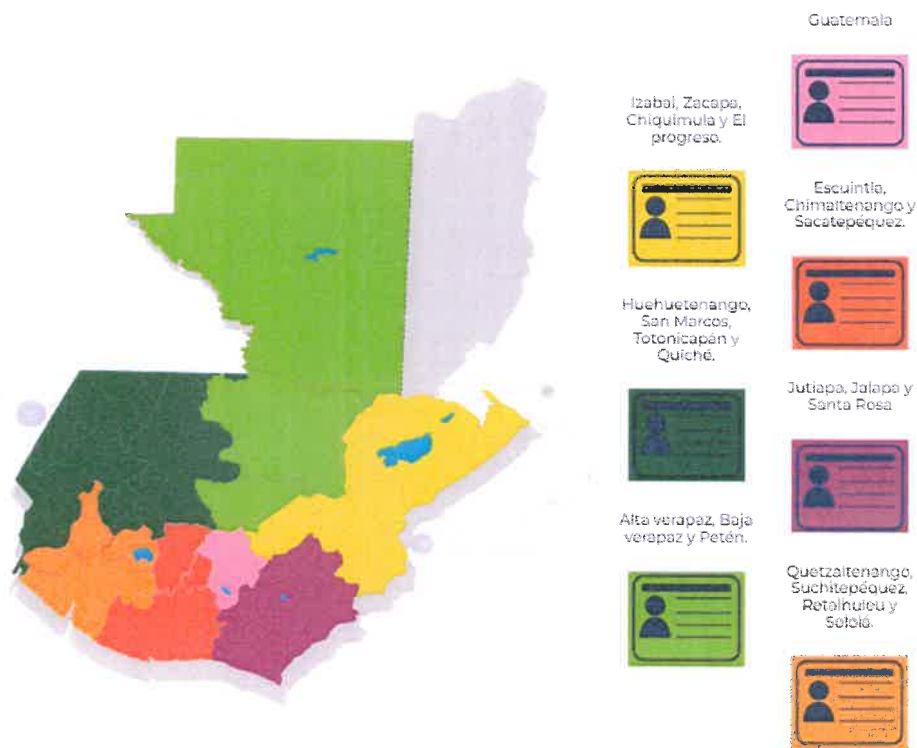 Guatemala
Izabal, Zacapa,
Chiquimula y El
progreso.
Escuintla,
Chimaltenango y
Sacatepéquez.
Huehuetenango,
San Marcos,
Totonicapán y
Quiché.
Jutiapa, Jalapa y
Santa Rosa
Alta verapaz, Baja
verapaz y Petén.
Quetzaltenango,
Suchitepéquez,
Retalhuleu y
Sololá.